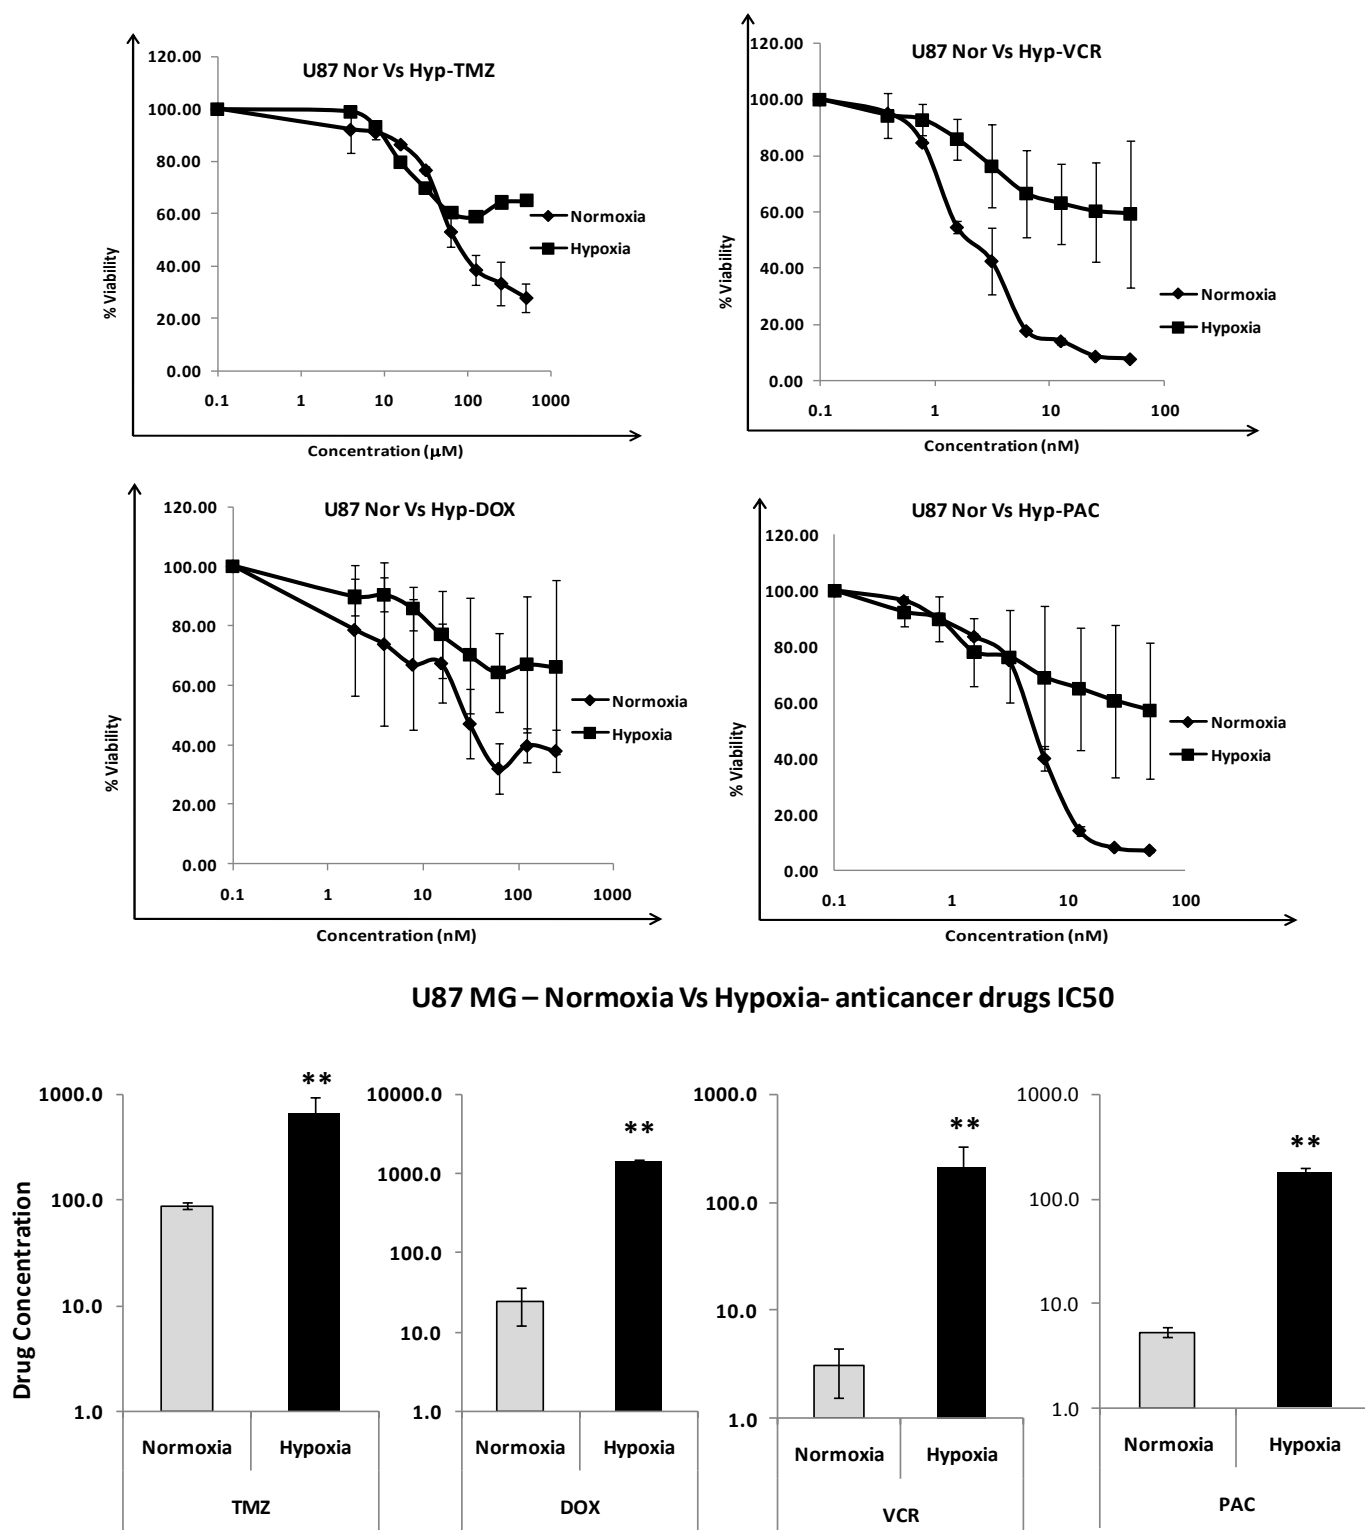 U87 Nor Vs Hyp-TMZ
120.00
100.00
80.00
60.00
40.00
20.00
0.00
% Viability
0.1 1 10 100 1000
Concentration (µM)
Normoxia
Hypoxia
U87 Nor Vs Hyp-VCR
120.00
100.00
80.00
60.00
40.00
20.00
0.00
% Viability
0.1 1 10 100
Concentration (nM)
Normoxia
Hypoxia
U87 Nor Vs Hyp-DOX
120.00
100.00
80.00
60.00
40.00
20.00
0.00
% Viability
0.1 1 10 100 1000
Concentration (nM)
Normoxia
Hypoxia
U87 Nor Vs Hyp-PAC
120.00
100.00
80.00
60.00
40.00
20.00
0.00
% Viability
0.1 1 10 100
Concentration (nM)
Normoxia
Hypoxia
U87 MG – Normoxia Vs Hypoxia- anticancer drugs IC50
Drug Concentration
1000.0
100.0
10.0
1.0
**
Normoxia Hypoxia
TMZ
10000.0
1000.0
100.0
10.0
1.0
**
Normoxia Hypoxia
DOX
1000.0
100.0
10.0
1.0
**
Normoxia Hypoxia
VCR
1000.0
100.0
10.0
1.0
**
Normoxia Hypoxia
PAC